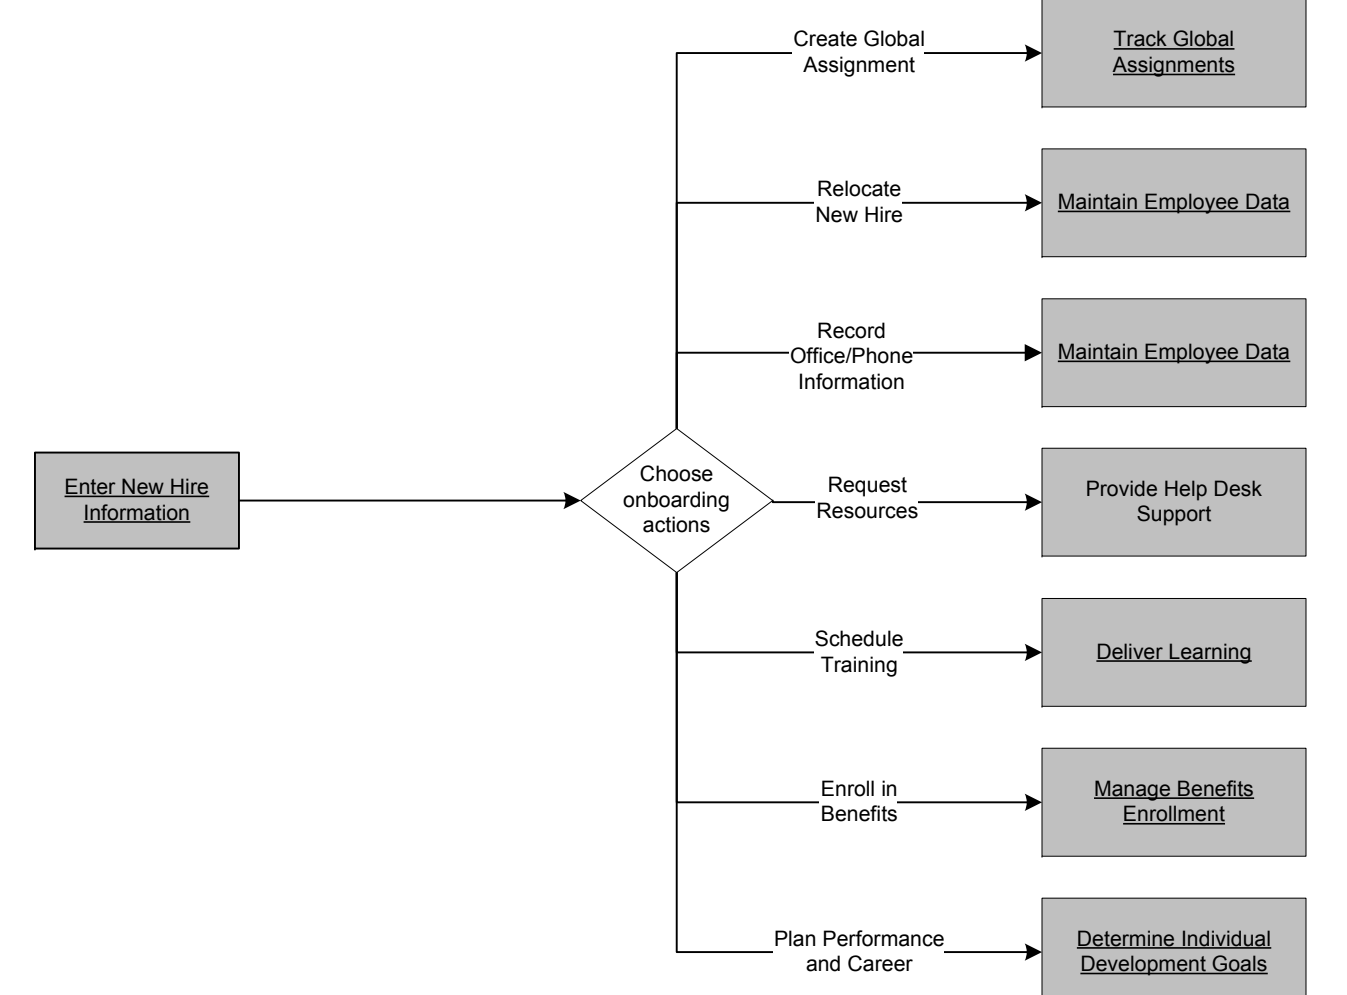 Create Global
Assignment
Track Global
Assignments
Relocate
New Hire
Maintain Employee Data
Record
Office/Phone
Information
Maintain Employee Data
Enter New Hire
Information
Choose
onboarding
actions
Request
Resources
Provide Help Desk
Support
Schedule
Training
Deliver Learning
Enroll in
Benefits
Manage Benefits
Enrollment
Plan Performance
and Career
Determine Individual
Development Goals